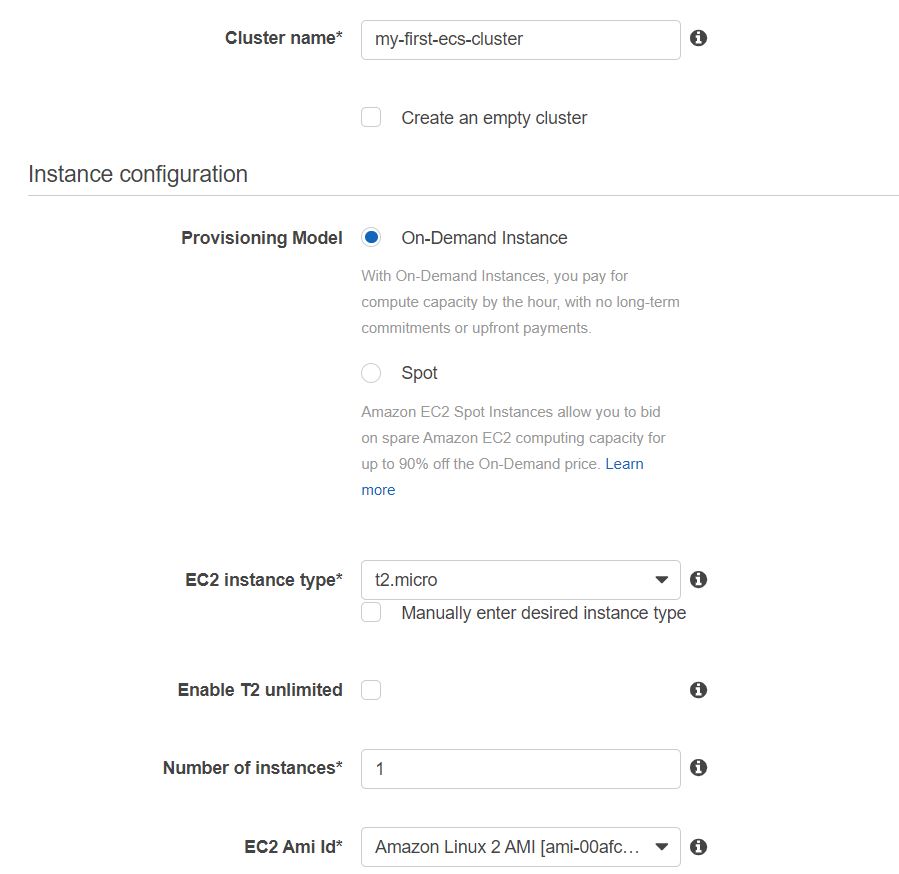 Cluster name* my-first-ecs-cluster
Create an empty cluster
Instance configuration
Provisioning Model On-Demand Instance
With On-Demand Instances, you pay for
compute capacity by the hour, with no long-term
commitments or upfront payments.
Spot
Amazon EC2 Spot Instances allow you to bid
on spare Amazon EC2 computing capacity for
up to 90% off the On-Demand price. Learn
more
EC2 instance type* t2.micro
Manually enter desired instance type
Enable T2 unlimited
Number of instances* 1
EC2 Ami Id* Amazon Linux 2 AMI [ami-00afc…